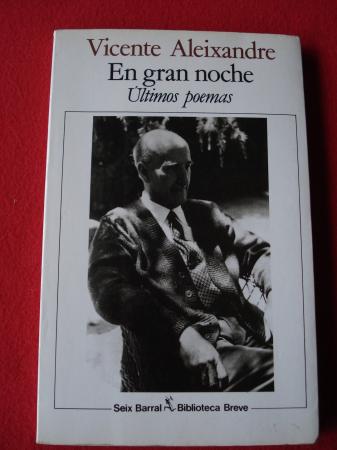 Vicente Aleixandre
En gran noche
Últimos poemas
Seix Barral Biblioteca Breve